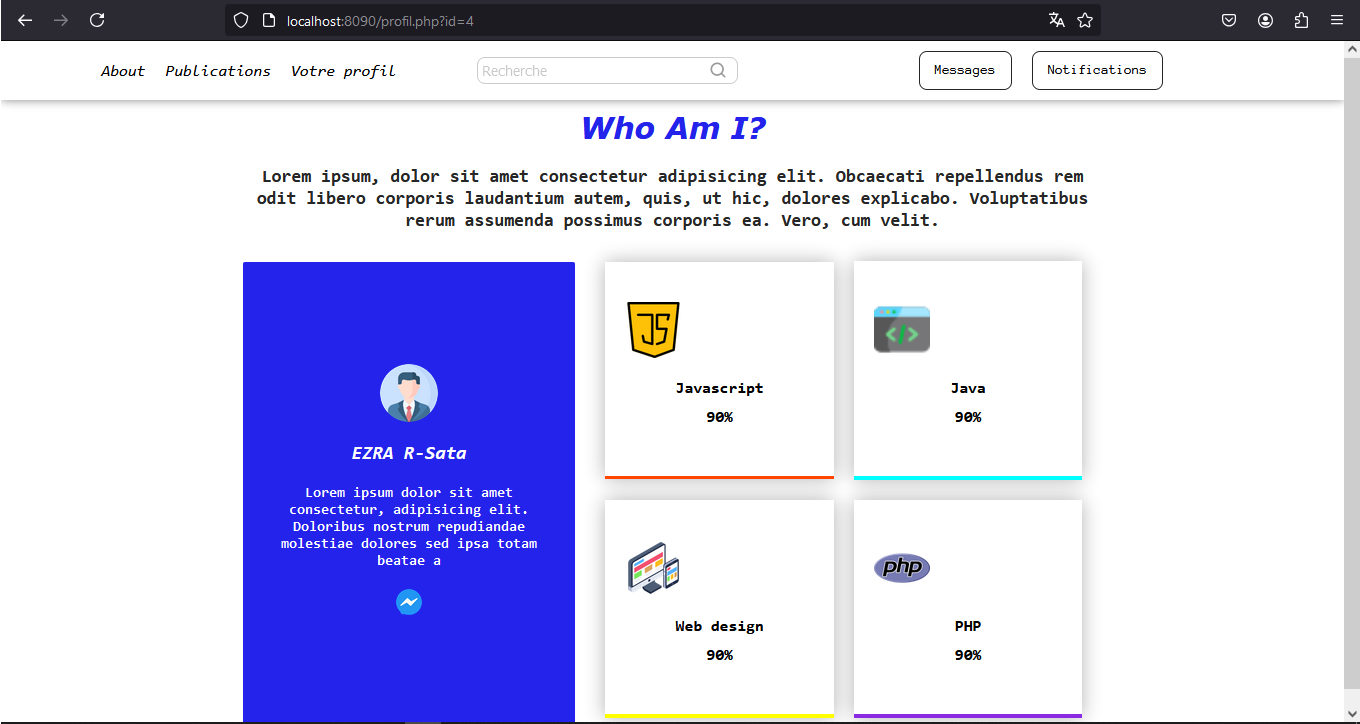 localhost:8090/profil.php?id=4
About Publications Votre profil Recherche Messages Notifications
Who Am I?
Lorem ipsum, dolor sit amet consectetur adipisicing elit. Obcaecati repellendus rem
odit libero corporis laudantium autem, quis, ut hic, dolores explicabo. Voluptatibus
rerum assumenda possimus corporis ea. Vero, cum velit.
EZRA R-Sata
Lorem ipsum dolor sit amet
consectetur, adipisicing elit.
Doloribus nostrum repudiandae
molestiae dolores sed ipsa totam
beatae a
JS
Javascript
90%
</>
Java
90%
Web design
90%
php
PHP
90%